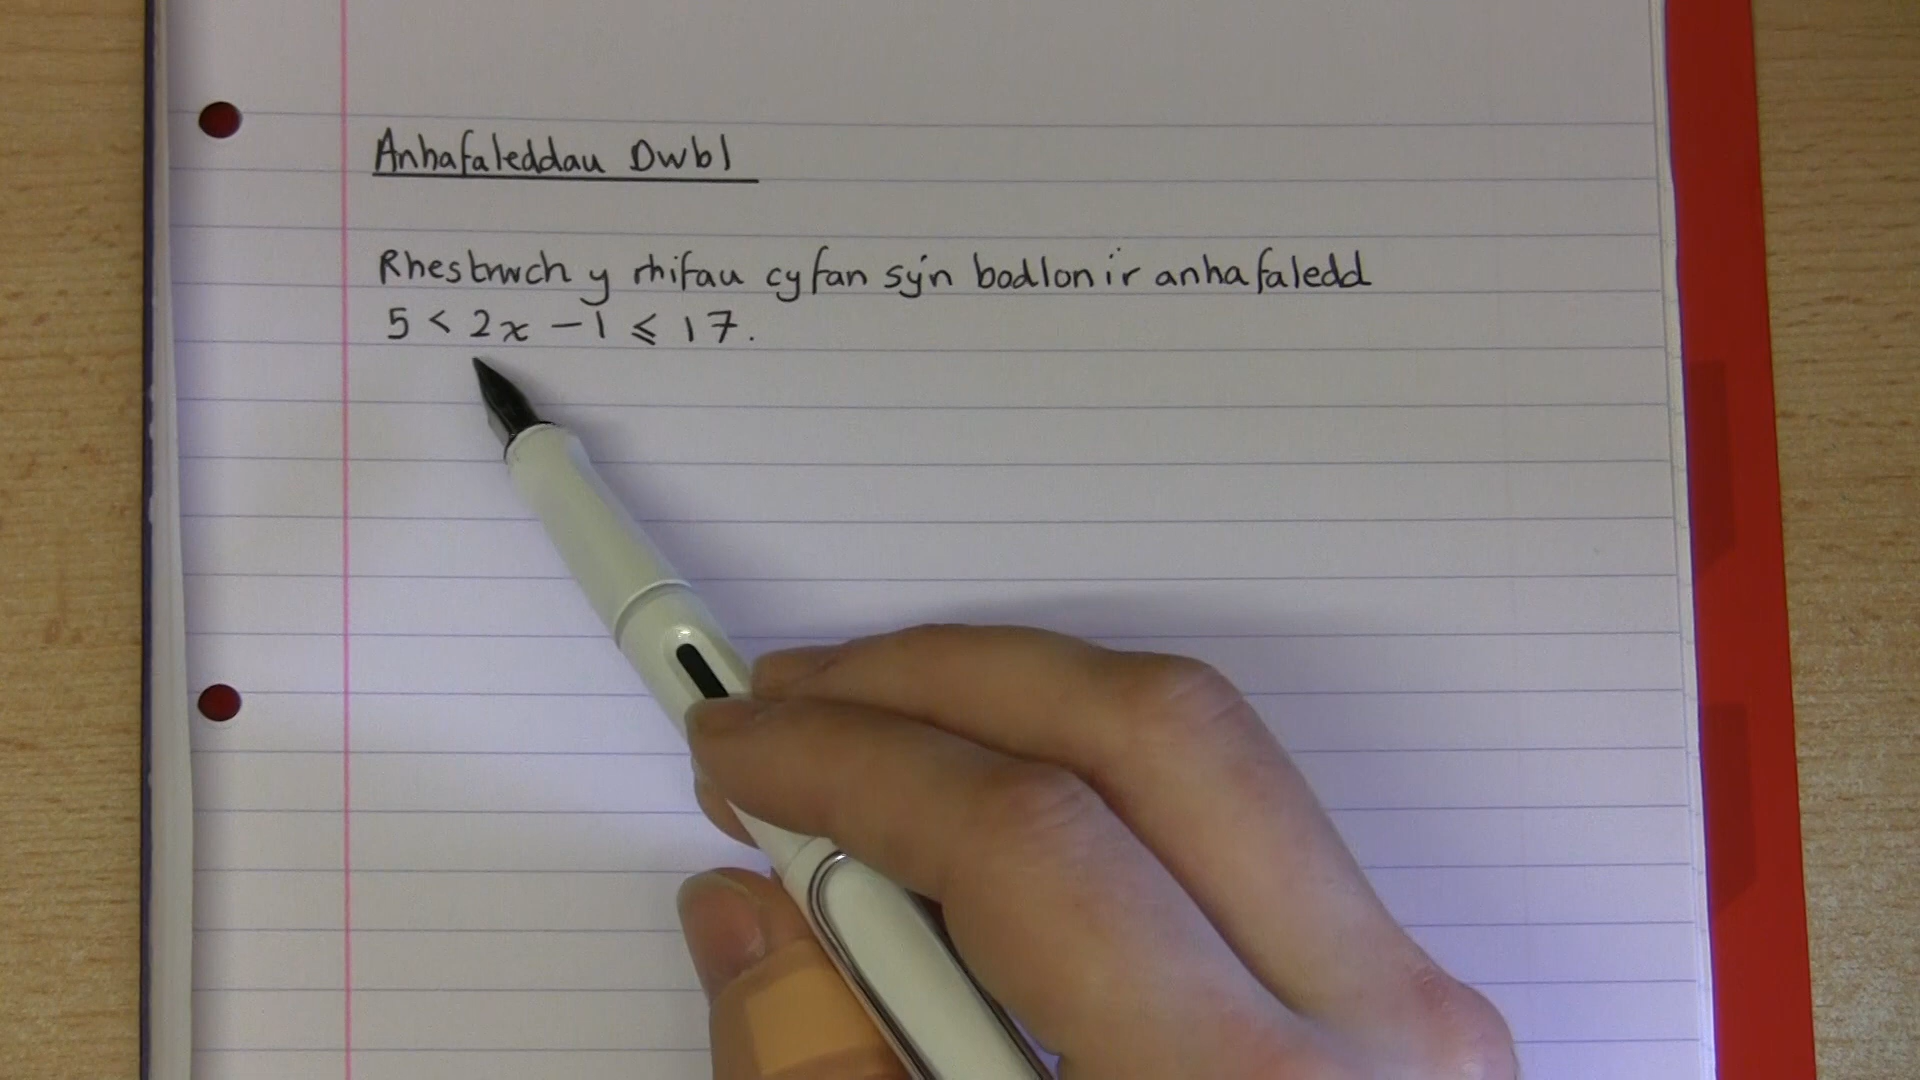 Anhafaleddau Dwbl
Rhestrwch y rhifau cyfan sy'n bodloni'r anhafaledd
5 < 2x - 1 ⩽ 17.